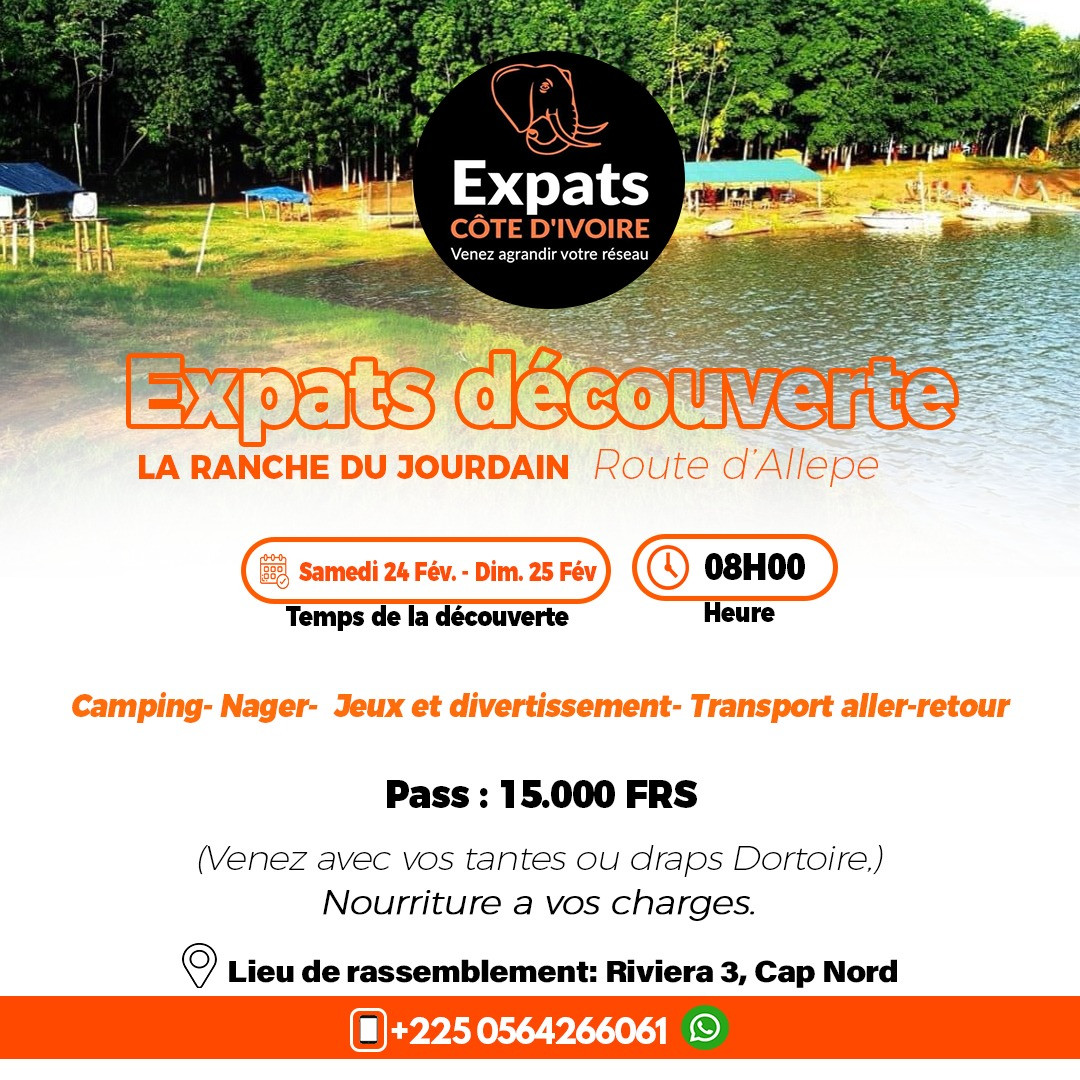 Expats
CÔTE D'IVOIRE
Venez agrandir votre réseau
Expats découverte
LA RANCHE DU JOURDAIN Route d'Allepe
Samedi 24 Fév. - Dim. 25 Fév
08H00
Temps de la découverte
Heure
Camping- Nager- Jeux et divertissement- Transport aller-retour
Pass : 15.000 FRS
(Venez avec vos tantes ou draps Dortoire,)
Nourriture a vos charges.
Lieu de rassemblement: Riviera 3, Cap Nord
+225 0564266061